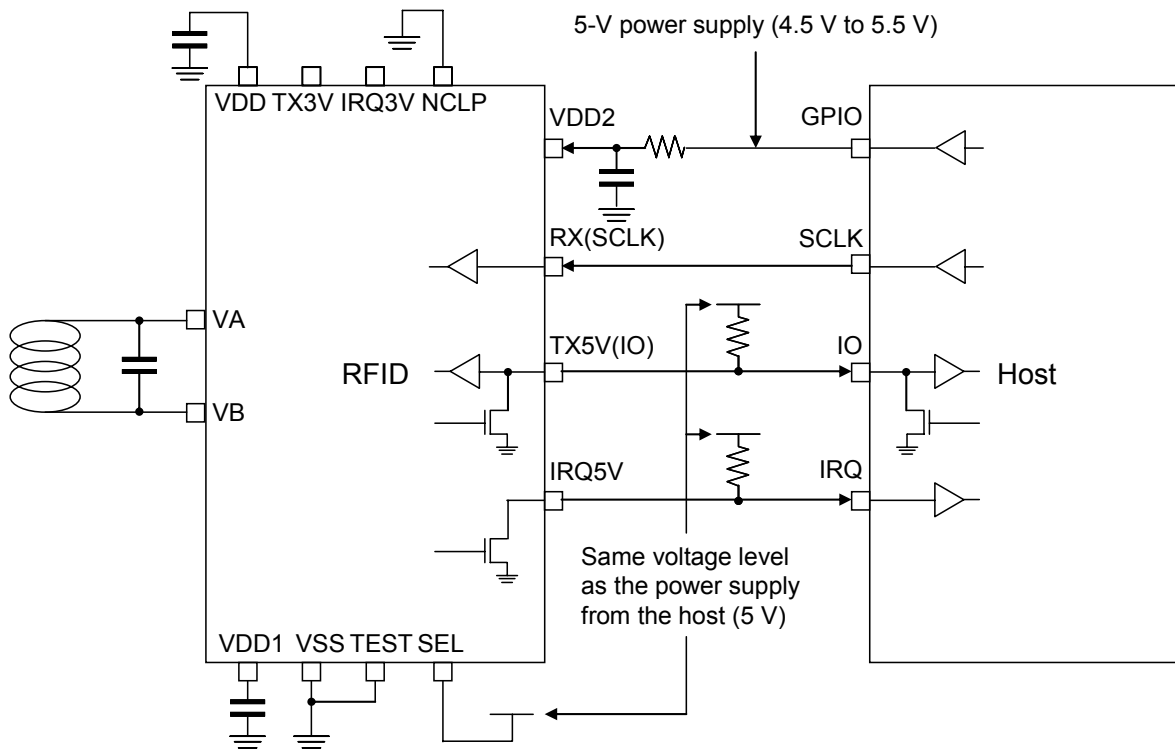 5-V power supply (4.5 V to 5.5 V)
VDD TX3V IRQ3V NCLP
VDD2
GPIO
RX(SCLK)
SCLK
VA
TX5V(IO)
IO
RFID
Host
VB
IRQ5V
IRQ
Same voltage level
as the power supply
from the host (5 V)
VDD1 VSS TEST SEL